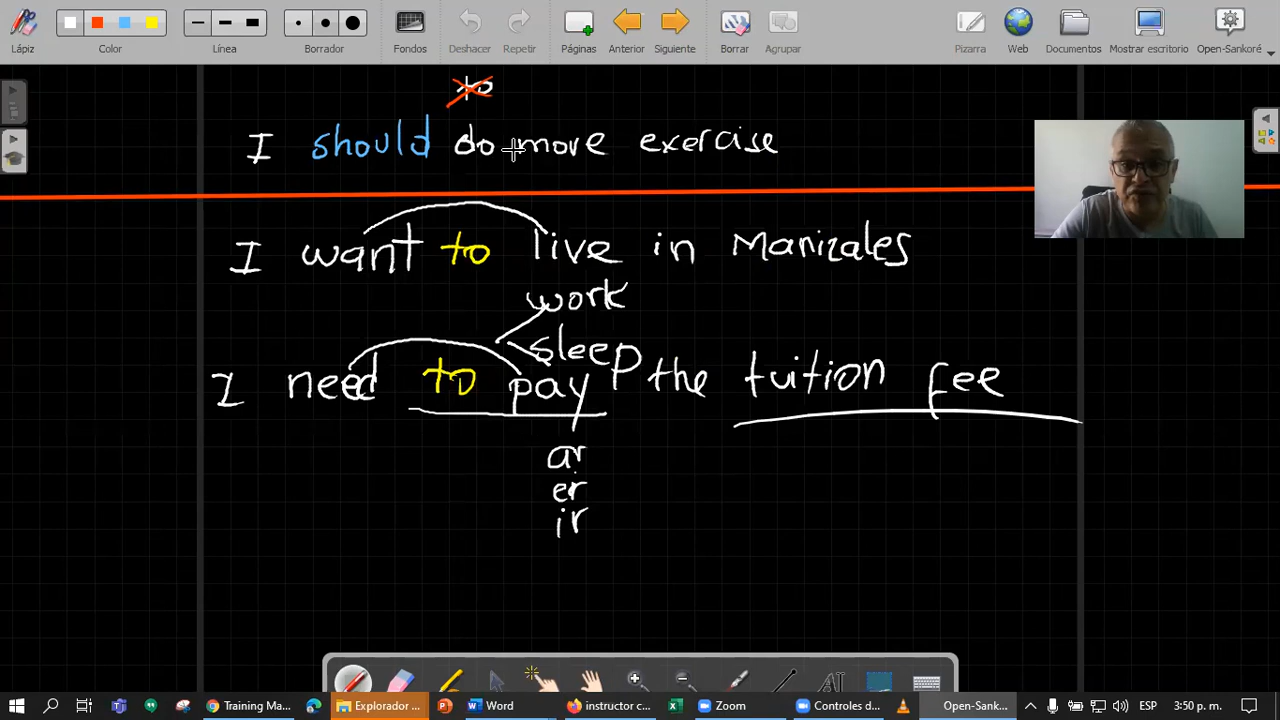 Lápiz Color Línea Borrador Fondos Deshacer Repetir Páginas Anterior Siguiente Borrar Agrupar Pizarra Web Documentos Mostrar escritorio Open-Sankoré
to
I should do more exercise
I want to live in Manizales
work
sleep
I need to pay the tuition fee
ar
er
ir
Training Ma... Explorador ... Word instructor c... Zoom Controles d... Open-Sank... ESP 3:50 p. m.